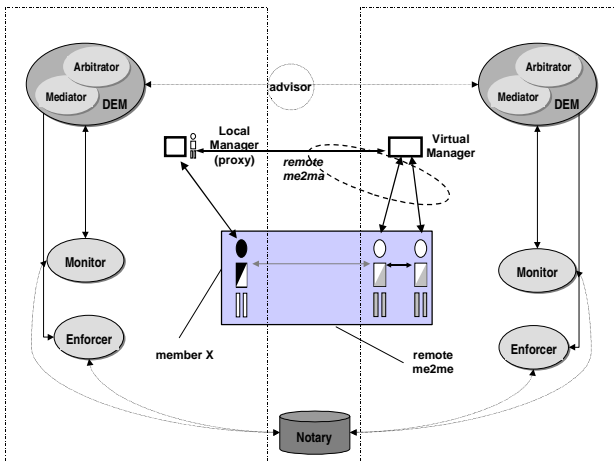 Arbitrator
Mediator
DEM
advisor
Arbitrator
Mediator
DEM
Local
Manager
(proxy)
remote
me2ma
Virtual
Manager
Monitor
Monitor
Enforcer
member X
remote
me2me
Enforcer
Notary